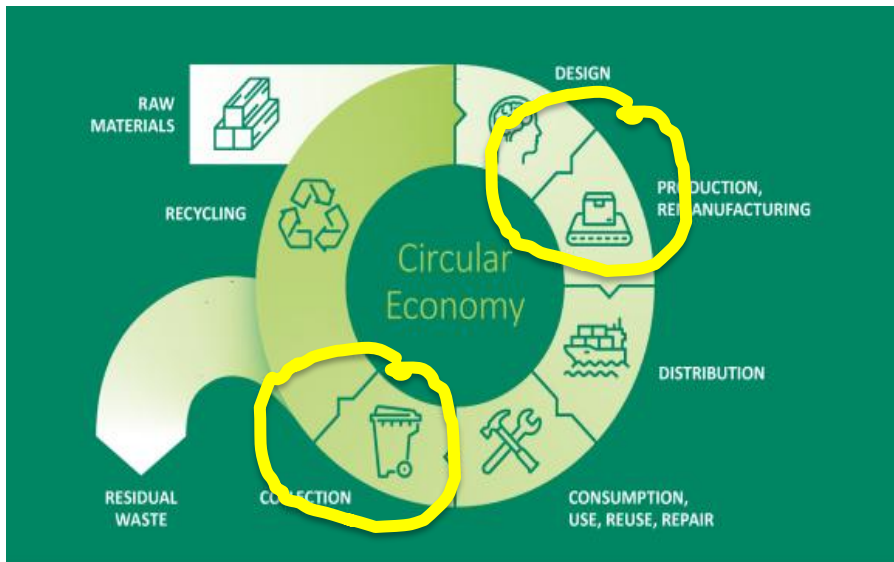 DESIGN
RAW
MATERIALS
PRODUCTION,
REMANUFACTURING
RECYCLING
Circular
Economy
DISTRIBUTION
RESIDUAL
WASTE
COLLECTION
CONSUMPTION,
USE, REUSE, REPAIR